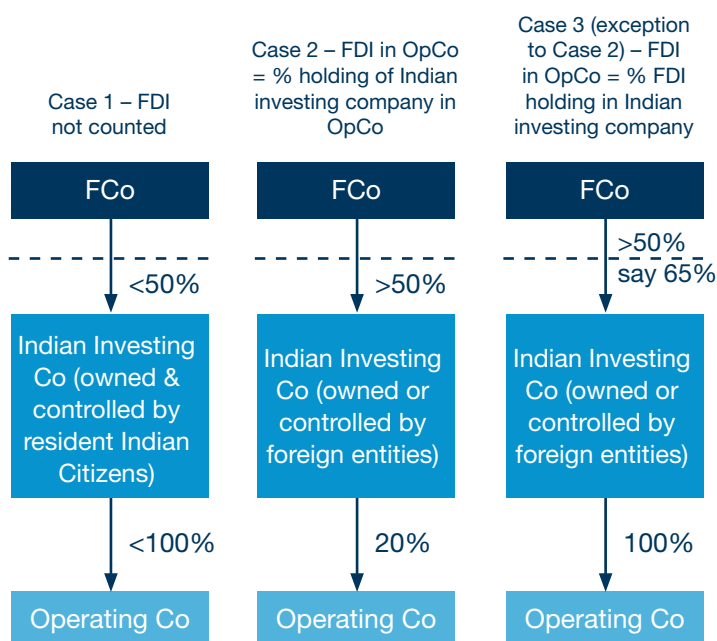 Case 1 – FDI
not counted
FCo
<50%
Indian Investing
Co (owned &
controlled by
resident Indian
Citizens)
<100%
Operating Co
Case 2 – FDI in OpCo
= % holding of Indian
investing company in
OpCo
FCo
>50%
Indian Investing
Co (owned or
controlled by
foreign entities)
20%
Operating Co
Case 3 (exception
to Case 2) – FDI
in OpCo = % FDI
holding in Indian
investing company
FCo
>50%
say 65%
Indian Investing
Co (owned or
controlled by
foreign entities)
100%
Operating Co